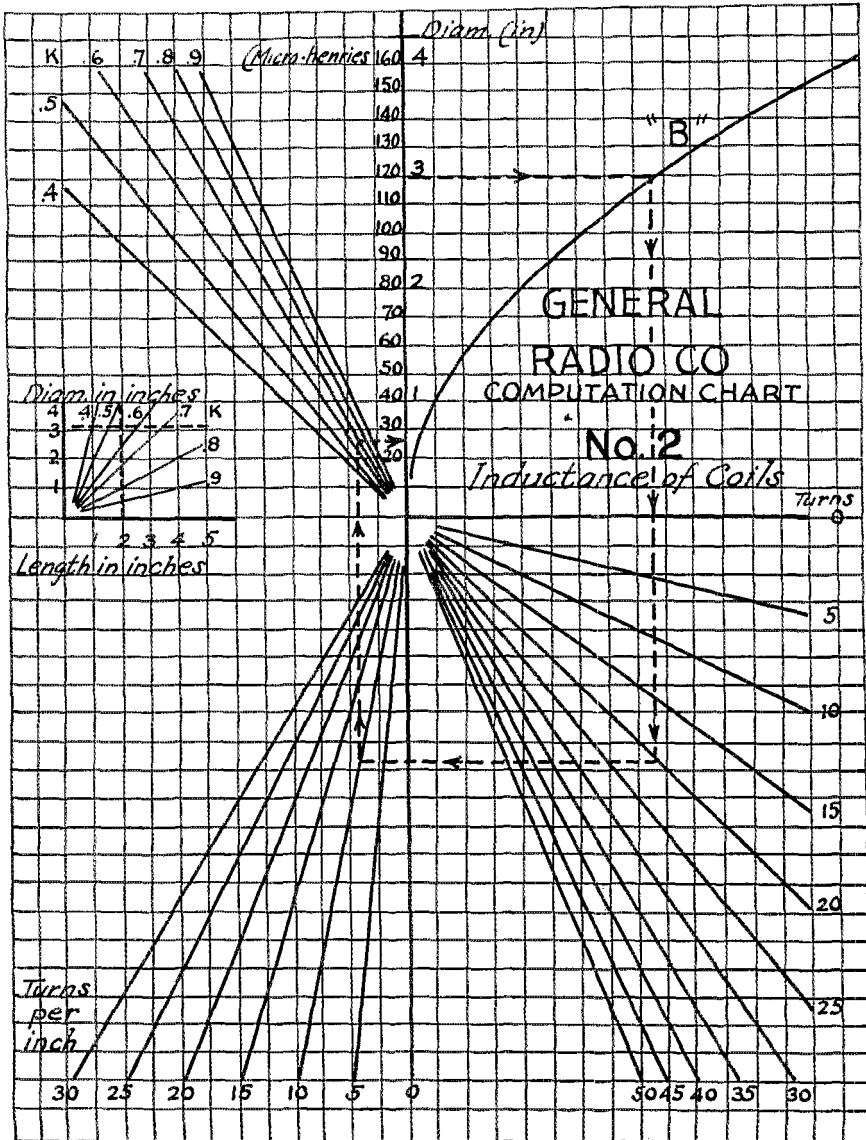 Diam. (in)
K .6 .7 .8 .9 (Micro-henries 160 4
150
.5 140
130 "B"
120 3
.4 110
100
90
80 2
70 GENERAL
60 RADIO CO
50
Diam. in inches 40 1 COMPUTATION CHART
4 .4 .5 .6 .7 K 30
3 .8 20 No. 2
2 Inductance of Coils
1 .9 Turns
0
1 2 3 4 5
Length in inches
5
10
15
20
Turns
per 25
inch
30 25 20 15 10 5 0 50 45 40 35 30